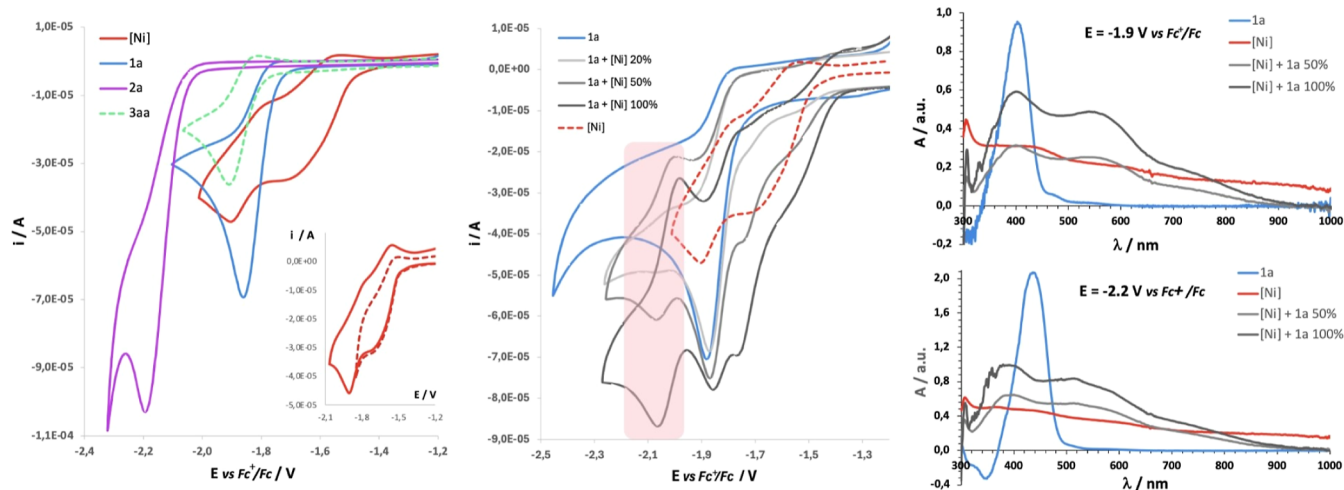 1,0E-05
-1,0E-05
-3,0E-05
-5,0E-05
-7,0E-05
-9,0E-05
-1,1E-04
i / A
[Ni]
1a
2a
3aa
-2,4
-2,2
-2,0
-1,8
-1,6
-1,4
-1,2
E vs Fc⁺/Fc / V
i / A
1,0E-05
0,0E+00
-1,0E-05
-2,0E-05
-3,0E-05
-4,0E-05
-5,0E-05
E / V
-2,1
-1,8
-1,5
-1,2
1,0E-05
0,0E+00
-1,0E-05
-2,0E-05
-3,0E-05
-4,0E-05
-5,0E-05
-6,0E-05
-7,0E-05
-8,0E-05
-9,0E-05
i / A
1a
1a + [Ni] 20%
1a + [Ni] 50%
1a + [Ni] 100%
[Ni]
-2,5
-2,3
-2,1
-1,9
-1,7
-1,5
-1,3
E vs Fc⁺/Fc / V
1,0
0,8
0,6
0,4
0,2
0,0
-0,2
A / a.u.
E = -1.9 V vs Fc⁺/Fc
1a
[Ni]
[Ni] + 1a 50%
[Ni] + 1a 100%
300
400
500
600
700
800
900
1000
λ / nm
2,0
1,6
1,2
0,8
0,4
0,0
-0,4
A / a.u.
E = -2.2 V vs Fc+/Fc
1a
[Ni]
[Ni] + 1a 50%
[Ni] + 1a 100%
300
400
500
600
700
800
900
1000
λ / nm